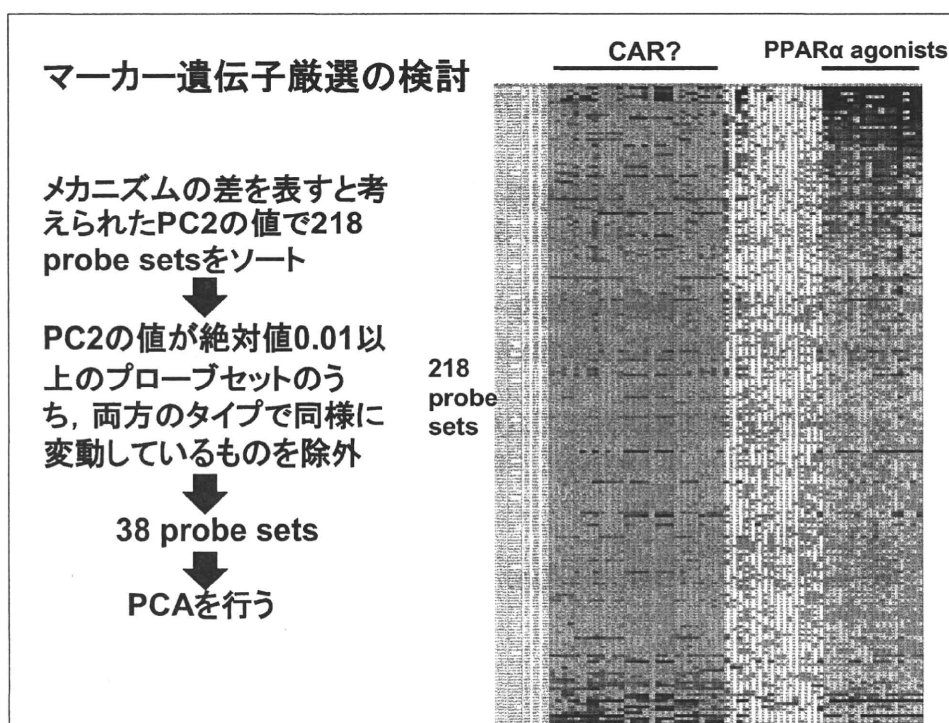 マーカー遺伝子厳選の検討
メカニズムの差を表すと考
えられたPC2の値で218
probe setsをソート
PC2の値が絶対値0.01以
上のプローブセットのう
ち，両方のタイプで同様に
変動しているものを除外
38 probe sets
PCAを行う
CAR?
PPARα agonists
218
probe
sets